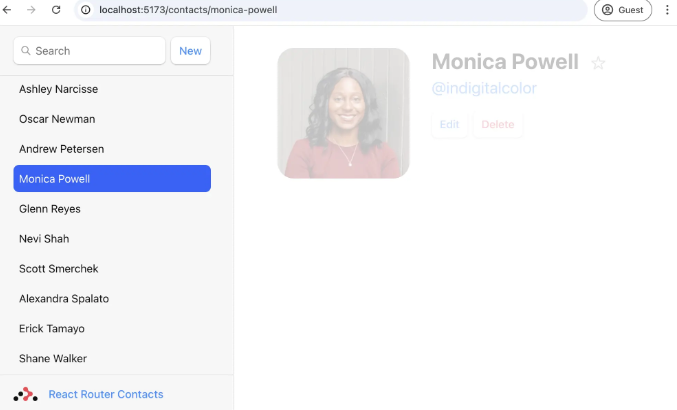 localhost:5173/contacts/monica-powell
Guest
Search
New
Ashley Narcisse
Oscar Newman
Andrew Petersen
Monica Powell
Glenn Reyes
Nevi Shah
Scott Smerchek
Alexandra Spalato
Erick Tamayo
Shane Walker
React Router Contacts
Monica Powell
@indigitalcolor
Edit
Delete